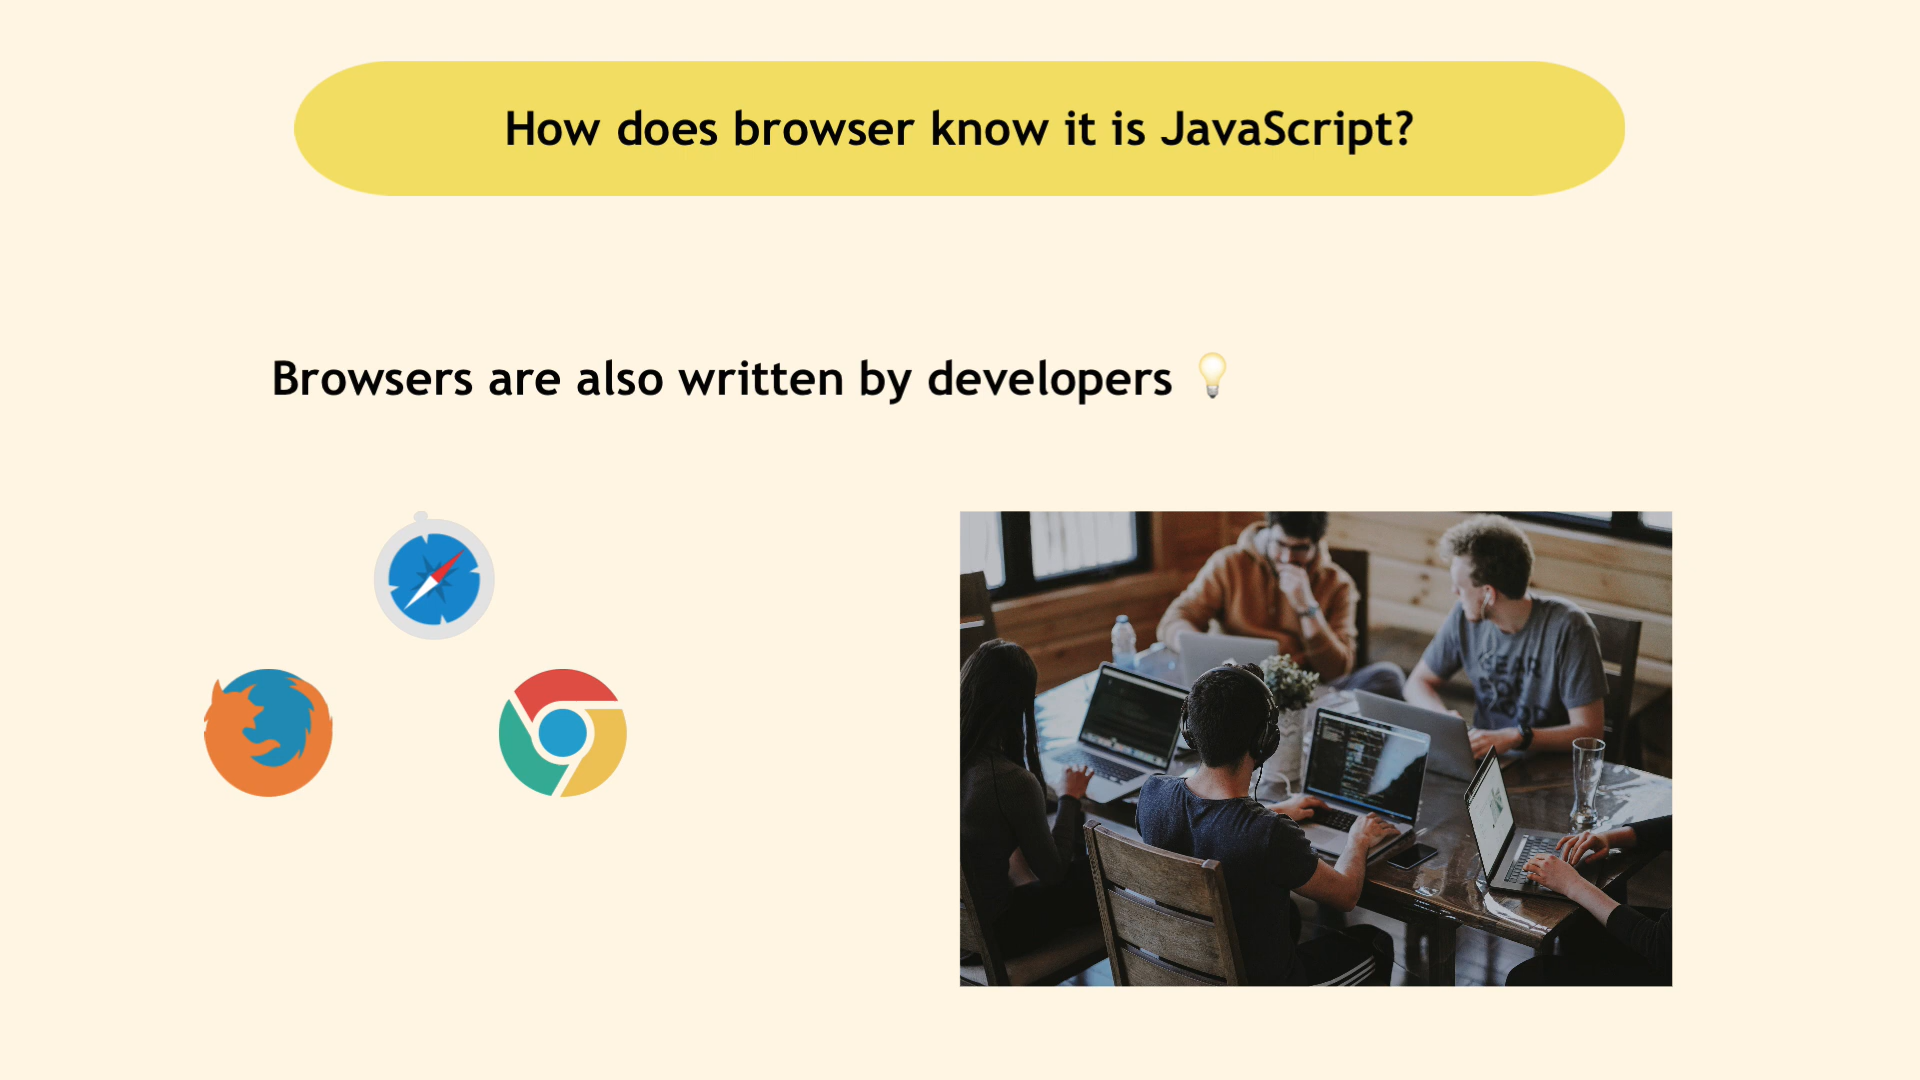 How does browser know it is JavaScript?
Browsers are also written by developers 💡